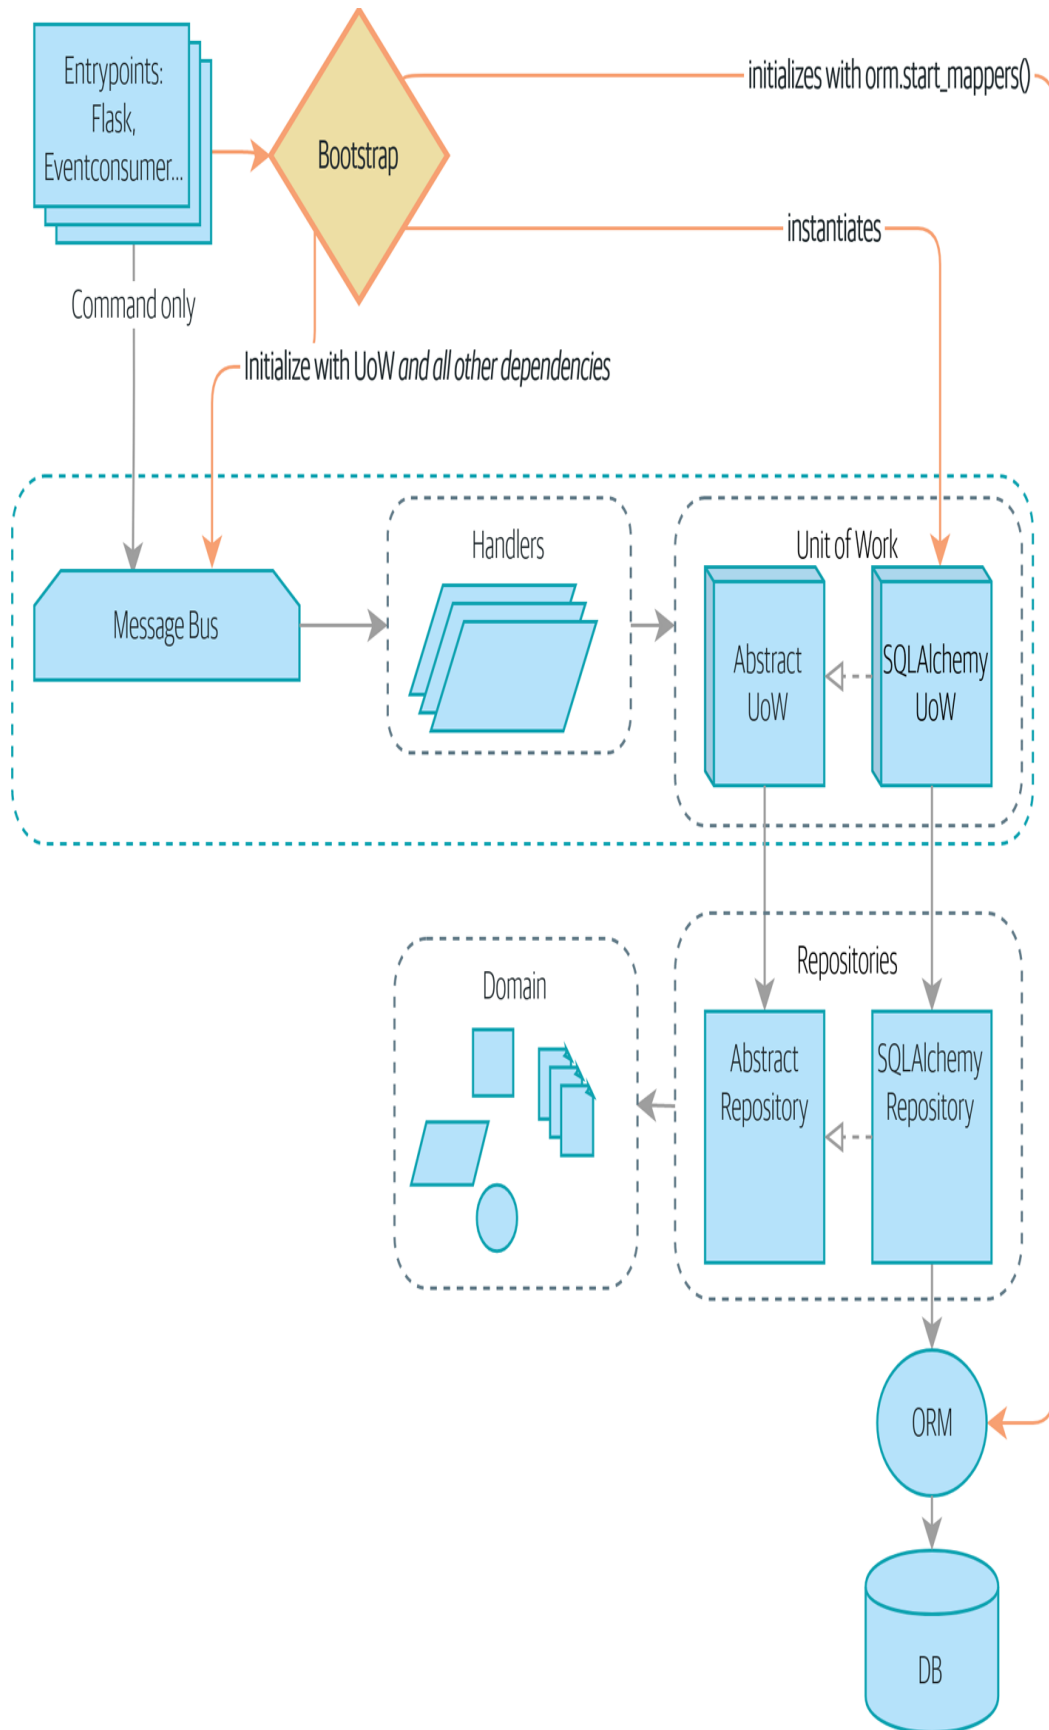 Entrypoints:
Flask,
Eventconsumer...
Bootstrap
initializes with orm.start_mappers()
instantiates
Command only
Initialize with UoW and all other dependencies
Handlers
Unit of Work
Message Bus
Abstract
UoW
SQLAlchemy
UoW
Repositories
Domain
Abstract
Repository
SQLAlchemy
Repository
ORM
DB